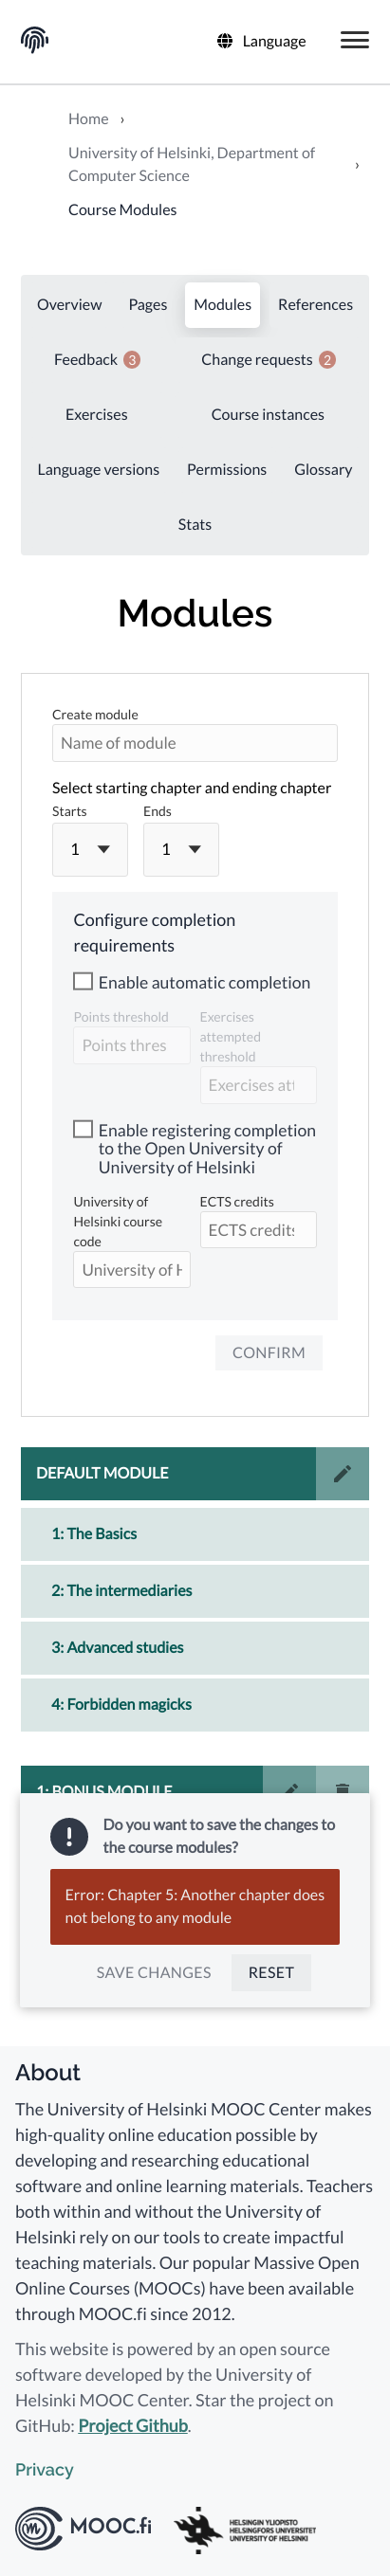 Language
Home ›
University of Helsinki, Department of
Computer Science ›
Course Modules
Overview Pages Modules References
Feedback 3 Change requests 2
Exercises Course instances
Language versions Permissions Glossary
Stats
Modules
Create module
Name of module
Select starting chapter and ending chapter
Starts Ends
1 1
Configure completion
requirements
Enable automatic completion
Points threshold
Points thres
Exercises
attempted
threshold
Exercises att
Enable registering completion
to the Open University of
University of Helsinki
University of
Helsinki course
code
University of H
ECTS credits
ECTS credits
CONFIRM
DEFAULT MODULE
1: The Basics
2: The intermediaries
3: Advanced studies
4: Forbidden magicks
1: BONUS MODULE
Do you want to save the changes to
the course modules?
Error: Chapter 5: Another chapter does
not belong to any module
SAVE CHANGES RESET
About
The University of Helsinki MOOC Center makes
high-quality online education possible by
developing and researching educational
software and online learning materials. Teachers
both within and without the University of
Helsinki rely on our tools to create impactful
teaching materials. Our popular Massive Open
Online Courses (MOOCs) have been available
through MOOC.fi since 2012.
This website is powered by an open source
software developed by the University of
Helsinki MOOC Center. Star the project on
GitHub: Project Github.
Privacy
MOOC.fi
HELSINGIN YLIOPISTO
HELSINGFORS UNIVERSITET
UNIVERSITY OF HELSINKI